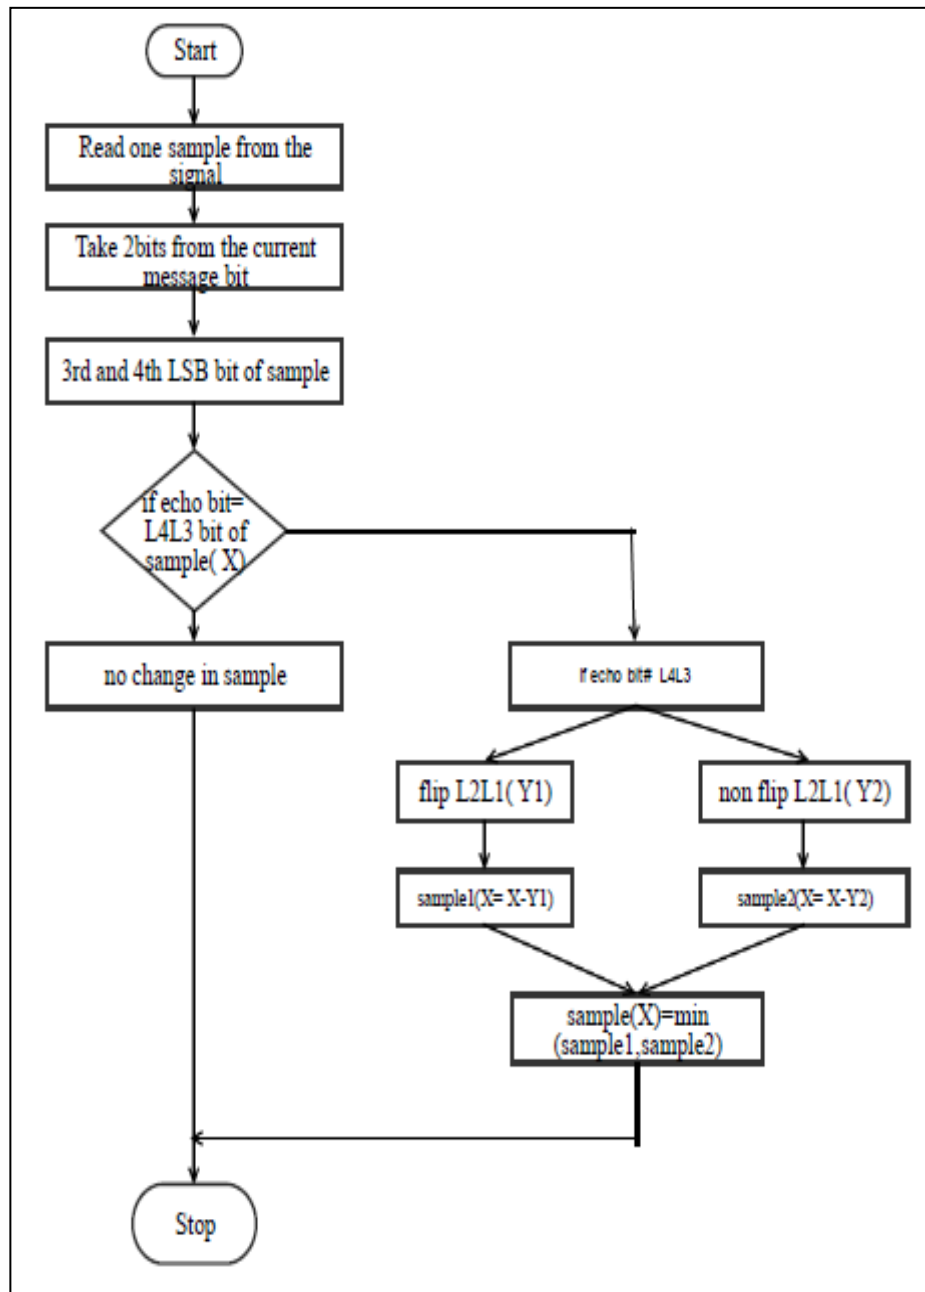 Start
Read one sample from the
signal
Take 2bits from the current
message bit
3rd and 4th LSB bit of sample
if echo bit=
L4L3 bit of
sample( X)
no change in sample
If echo bit# L4L3
flip L2L1( Y1)
non flip L2L1( Y2)
sample1(X= X-Y1)
sample2(X= X-Y2)
sample(X)=min
(sample1,sample2)
Stop